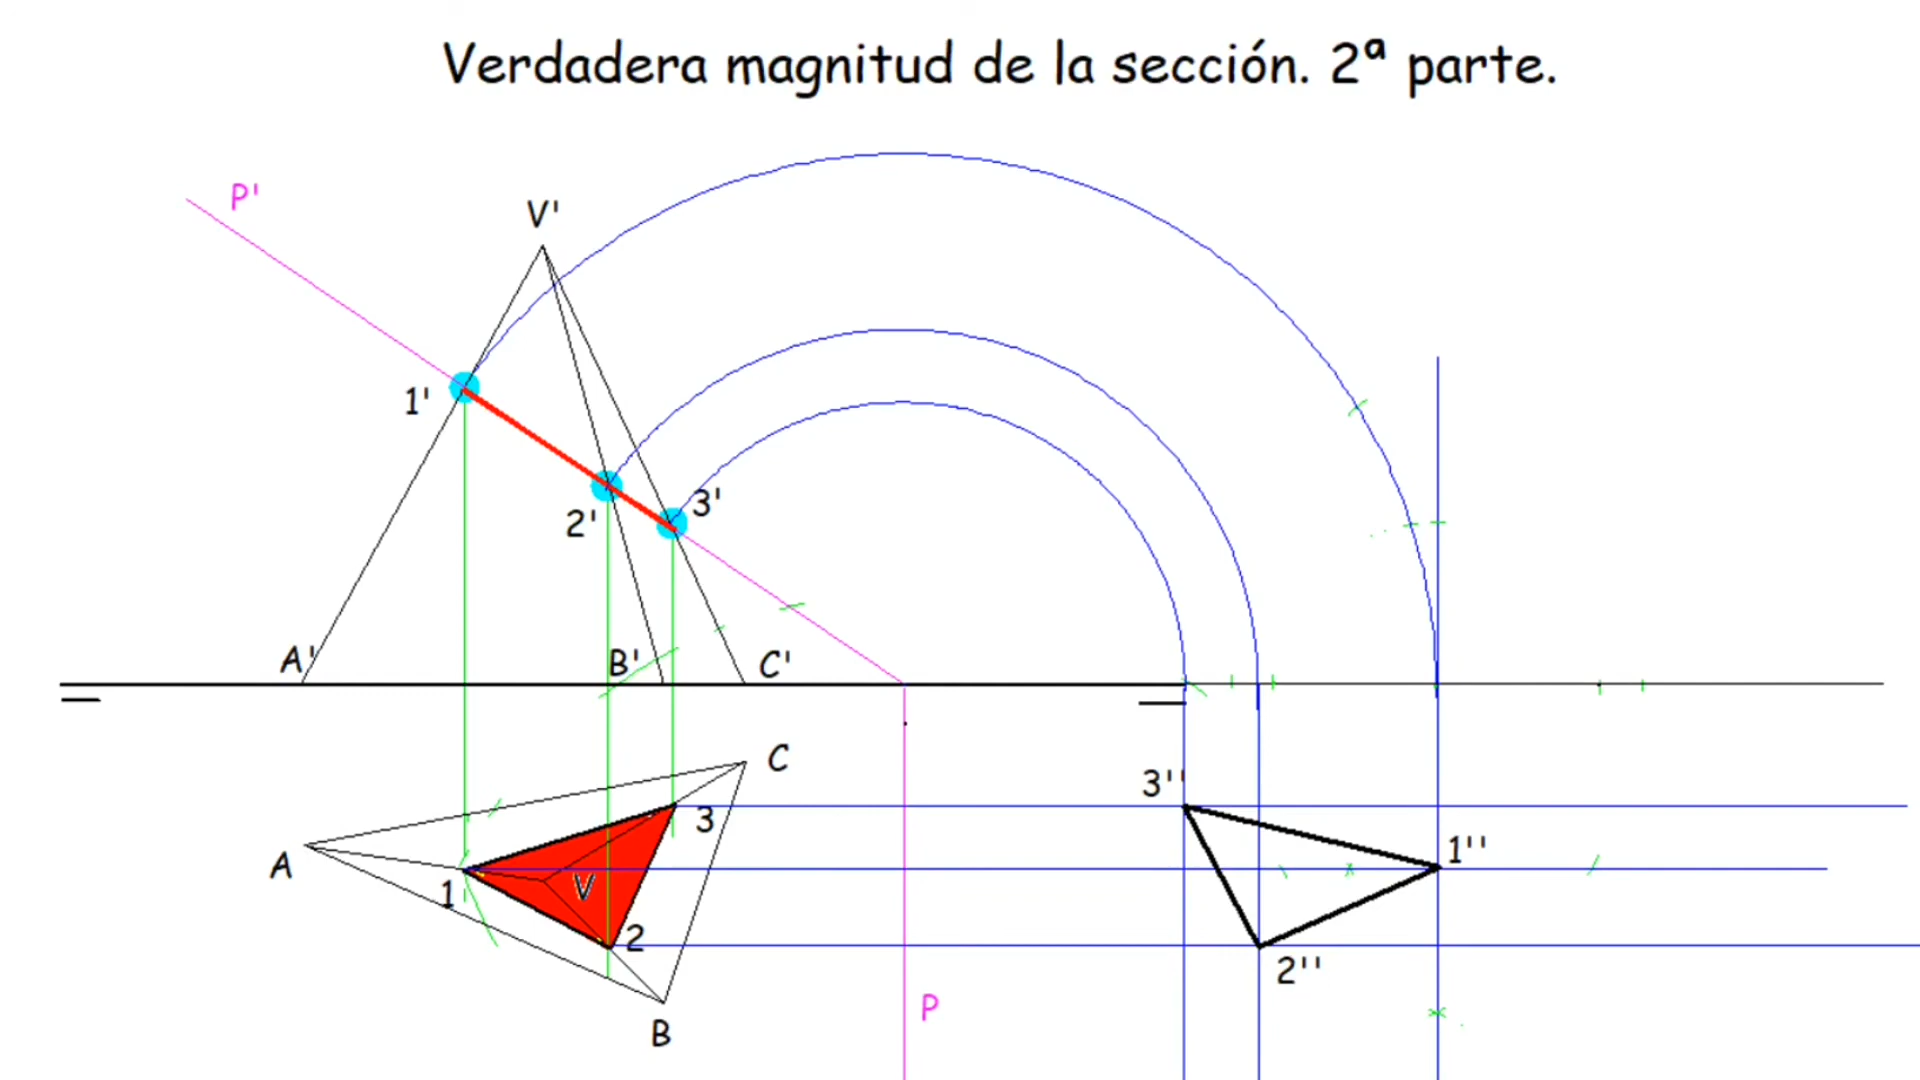 Verdadera magnitud de la sección. 2ª parte.
P'
V'
1'
2'
3'
A'
B'
C'
C
3''
3
A
1
V
1''
2
2''
P
B